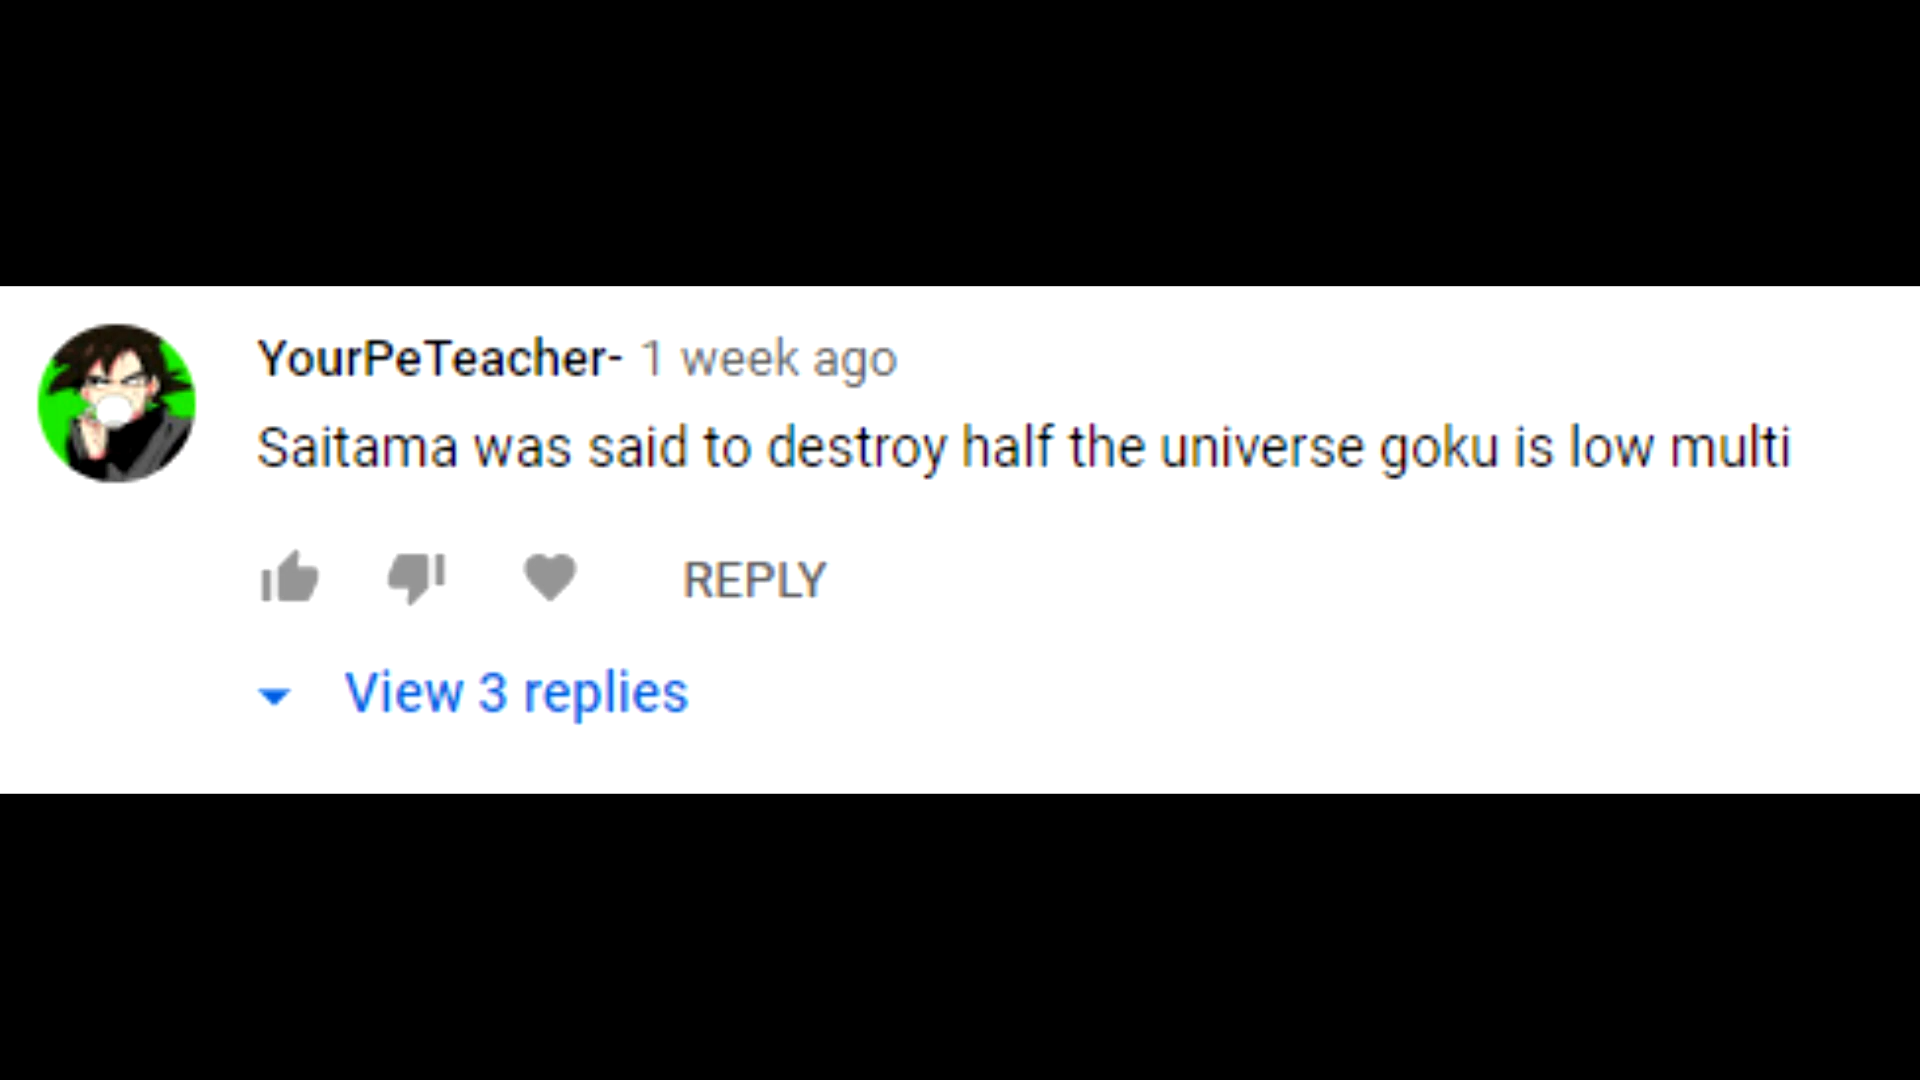 YourPeTeacher- 1 week ago
Saitama was said to destroy half the universe goku is low multi
REPLY
View 3 replies